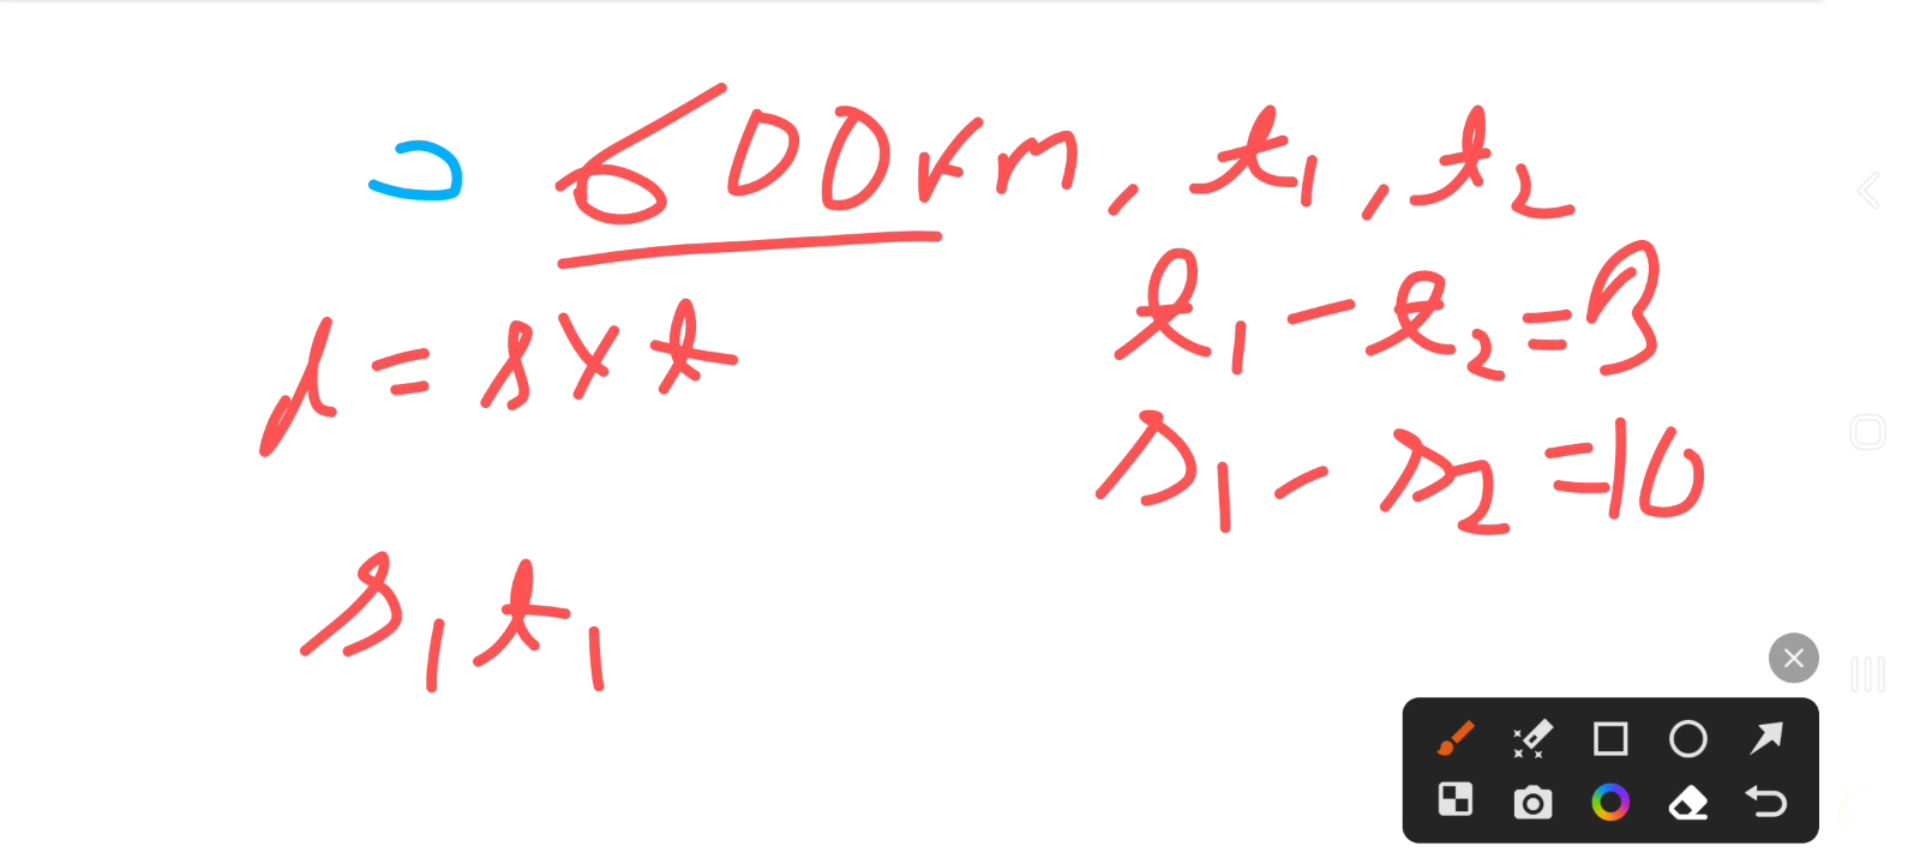 600km, t₁, t₂
t₁ - t₂ = 3
d = s × t
s₁ - s₂ = 10
s₁ t₁